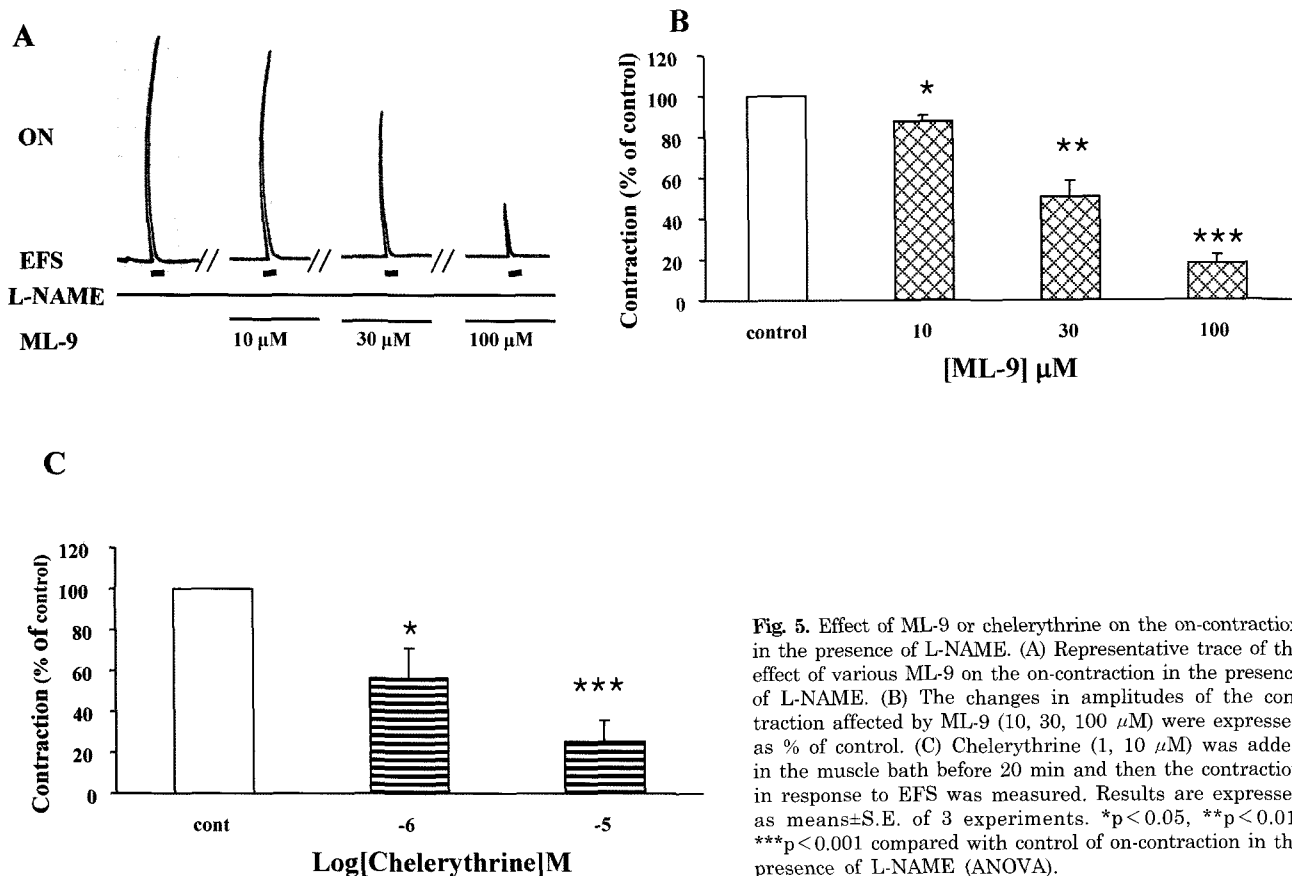 A
ON
EFS
L-NAME
ML-9
10 μM
30 μM
100 μM
B
Contraction (% of control)
120
100
80
60
40
20
0
*
**
***
control
10
30
100
[ML-9] μM
C
Contraction (% of control)
120
100
80
60
40
20
0
*
***
cont
-6
-5
Log[Chelerythrine]M
Fig. 5. Effect of ML-9 or chelerythrine on the on-contraction
in the presence of L-NAME. (A) Representative trace of th
effect of various ML-9 on the on-contraction in the presenc
of L-NAME. (B) The changes in amplitudes of the con-
traction affected by ML-9 (10, 30, 100 μM) were expresse
as % of control. (C) Chelerythrine (1, 10 μM) was adde
in the muscle bath before 20 min and then the contraction
in response to EFS was measured. Results are expresse
as means±S.E. of 3 experiments. *p<0.05, **p<0.01
***p<0.001 compared with control of on-contraction in th
presence of L-NAME (ANOVA).